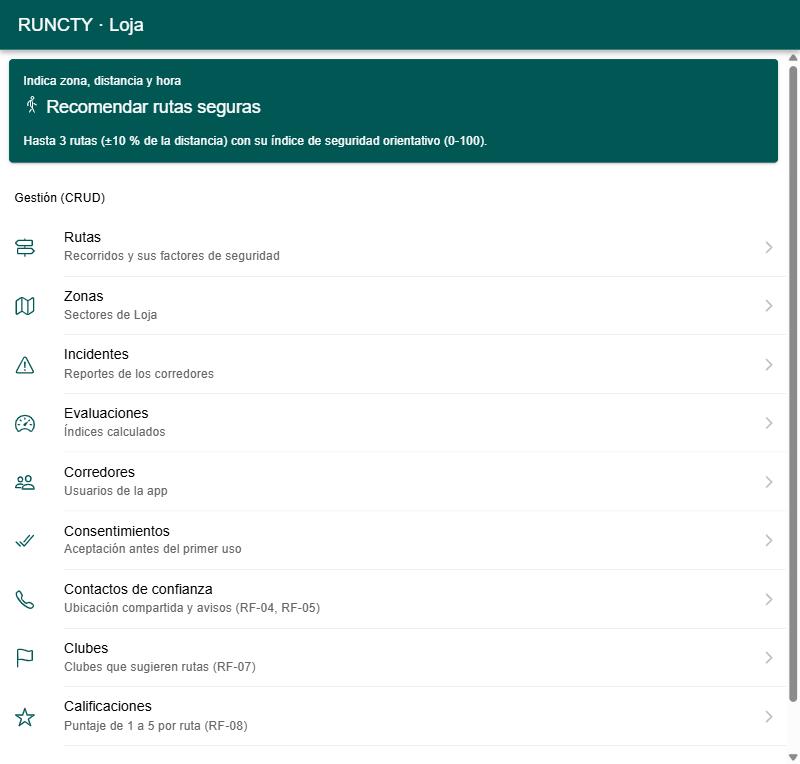 RUNCTY · Loja
Indica zona, distancia y hora
Recomendar rutas seguras
Hasta 3 rutas (±10 % de la distancia) con su índice de seguridad orientativo (0-100).
Gestión (CRUD)
Rutas
Recorridos y sus factores de seguridad
Zonas
Sectores de Loja
Incidentes
Reportes de los corredores
Evaluaciones
Índices calculados
Corredores
Usuarios de la app
Consentimientos
Aceptación antes del primer uso
Contactos de confianza
Ubicación compartida y avisos (RF-04, RF-05)
Clubes
Clubes que sugieren rutas (RF-07)
Calificaciones
Puntaje de 1 a 5 por ruta (RF-08)